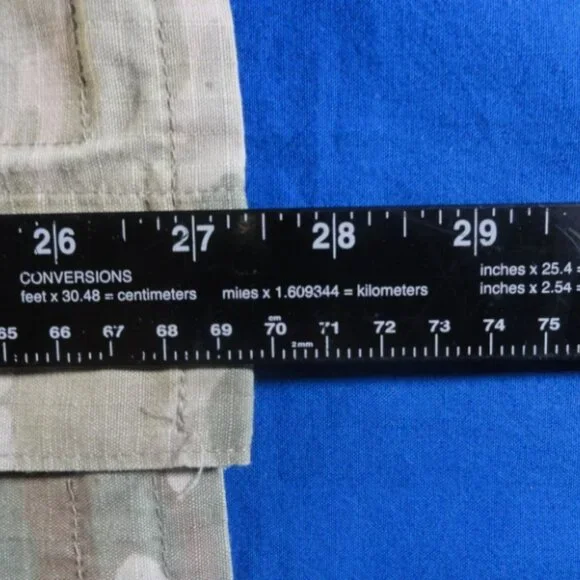 26 27 28 29
CONVERSIONS
feet x 30.48 = centimeters miles x 1.609344 = kilometers
inches x 25.4 =
inches x 2.54 =
65 66 67 68 69 70 71 72 73 74 75
cm
2mm